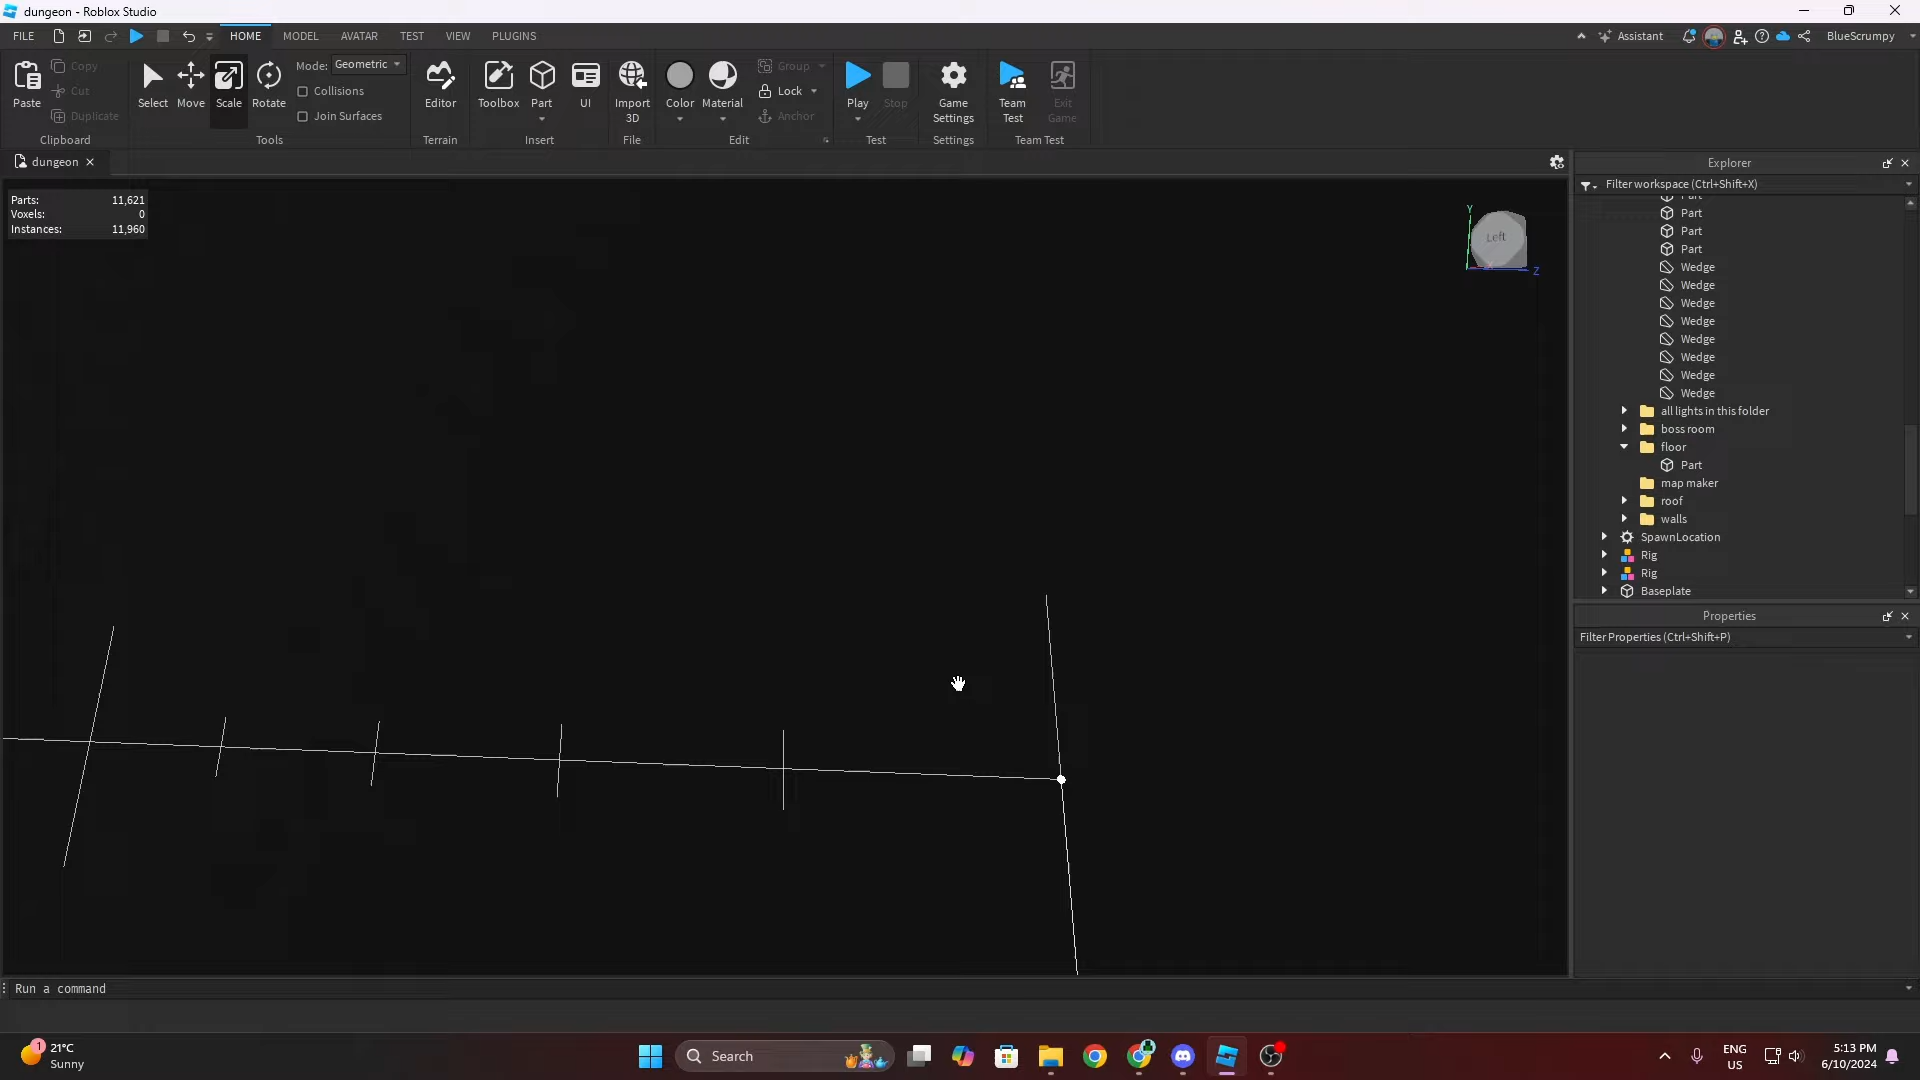 dungeon - Roblox Studio
FILE
HOME
MODEL
AVATAR
TEST
VIEW
PLUGINS
Assistant
BlueScrumpy
Paste
Copy
Cut
Duplicate
Clipboard
Select
Move
Scale
Rotate
Mode:
Geometric
Collisions
Join Surfaces
Tools
Editor
Terrain
Toolbox
Part
UI
Insert
Import
3D
File
Color
Material
Group
Lock
Anchor
Edit
Play
Stop
Test
Game
Settings
Settings
Team
Test
Exit
Game
Team Test
dungeon
Parts: 11,621
Voxels: 0
Instances: 11,960
Y
Left
X
Z
Explorer
Filter workspace (Ctrl+Shift+X)
Part
Part
Part
Part
Wedge
Wedge
Wedge
Wedge
Wedge
Wedge
Wedge
Wedge
all lights in this folder
boss room
floor
Part
map maker
roof
walls
SpawnLocation
Rig
Rig
Baseplate
Properties
Filter Properties (Ctrl+Shift+P)
Run a command
1
21°C
Sunny
Search
ENG
US
5:13 PM
6/10/2024